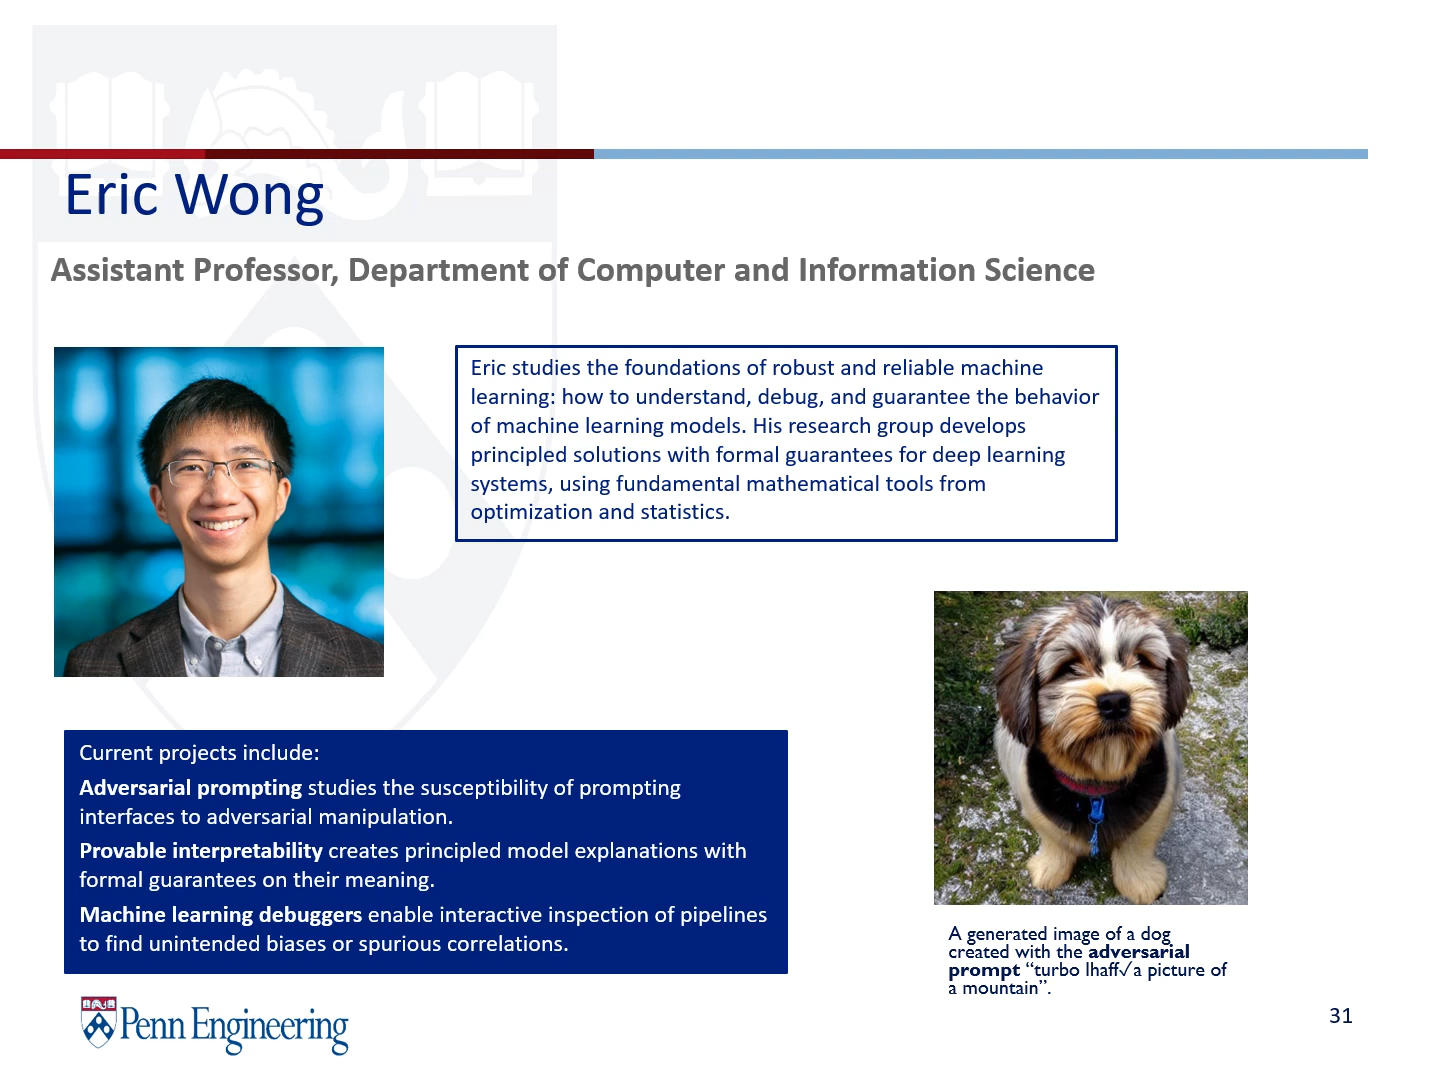 Eric Wong
Assistant Professor, Department of Computer and Information Science
Eric studies the foundations of robust and reliable machine
learning: how to understand, debug, and guarantee the behavior
of machine learning models. His research group develops
principled solutions with formal guarantees for deep learning
systems, using fundamental mathematical tools from
optimization and statistics.
Current projects include:
Adversarial prompting studies the susceptibility of prompting
interfaces to adversarial manipulation.
Provable interpretability creates principled model explanations with
formal guarantees on their meaning.
Machine learning debuggers enable interactive inspection of pipelines
to find unintended biases or spurious correlations.
A generated image of a dog
created with the adversarial
prompt “turbo lhaff✓a picture of
a mountain”.
Penn Engineering
31